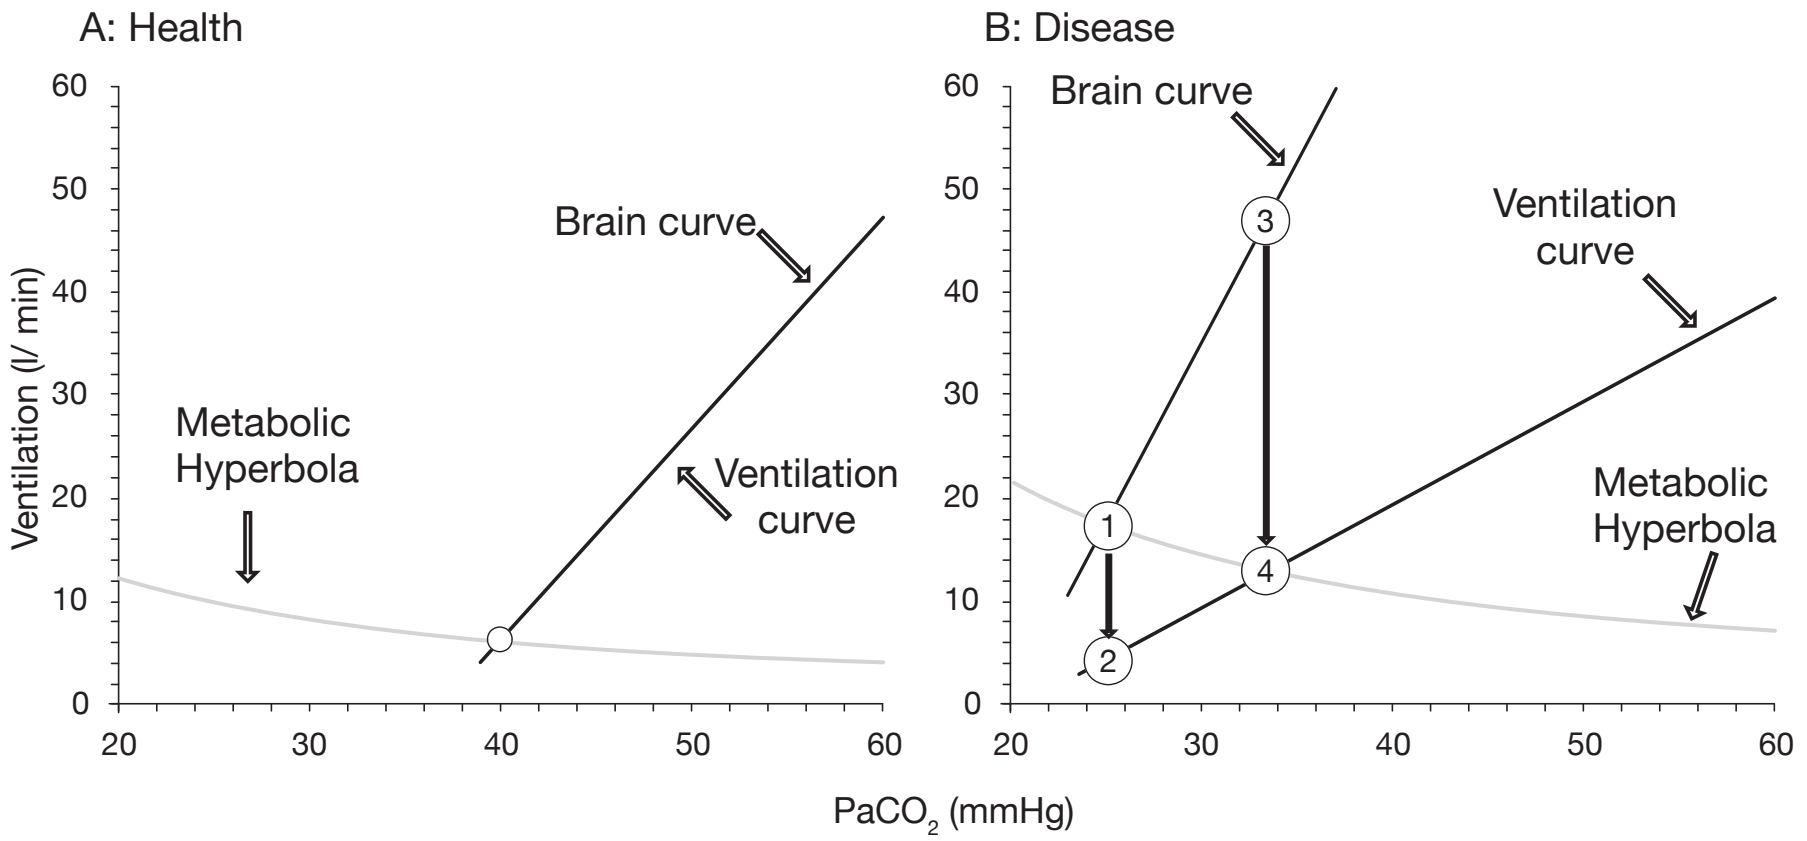 A: Health
60
50
40
30
20
10
0
Ventilation (l/ min)
Brain curve
Metabolic
Hyperbola
Ventilation
curve
20 30 40 50 60
B: Disease
60
50
40
30
20
10
0
Brain curve
3
Ventilation
curve
1
Metabolic
Hyperbola
4
2
20 30 40 50 60
PaCO₂ (mmHg)